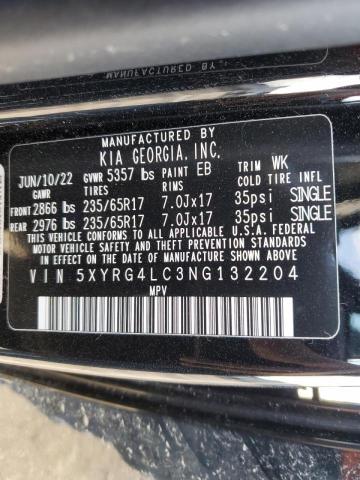 MANUFACTURED BY
MANUFACTURED BY
KIA GEORGIA, INC.
JUN/10/22 GVWR 5357 lbs PAINT EB TRIM WK
GAWR TIRES RIMS COLD TIRE INFL
FRONT 2866 lbs 235/65R17 7.0Jx17 35psi SINGLE
REAR 2976 lbs 235/65R17 7.0Jx17 35psi SINGLE
THIS VEHICLE CONFORMS TO ALL APPLICABLE U.S.A. FEDERAL
MOTOR VEHICLE SAFETY, BUMPER, AND THEFT PREVENTION
STANDARDS IN EFFECT ON THE DATE OF MANUFACTURE SHOWN ABOVE.
VIN 5XYRG4LC3NG132204
MPV